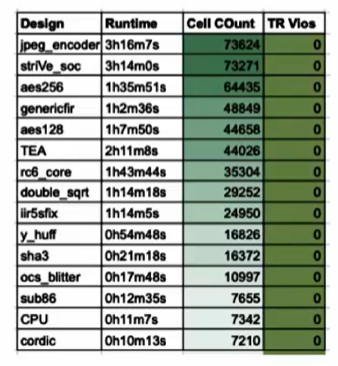 Design Runtime Cell COunt TR Vios
jpeg_encoder 3h16m7s 73624 0
striVe_soc 3h14m0s 73271 0
aes256 1h35m51s 64435 0
genericfir 1h2m36s 48849 0
aes128 1h7m50s 44658 0
TEA 2h11m8s 44026 0
rc6_core 1h43m44s 35304 0
double_sqrt 1h14m18s 29252 0
iir5sfix 1h14m5s 24950 0
y_huff 0h54m48s 16826 0
sha3 0h21m18s 16372 0
ocs_blitter 0h17m48s 10997 0
sub86 0h12m35s 7655 0
CPU 0h11m7s 7342 0
cordic 0h10m13s 7210 0